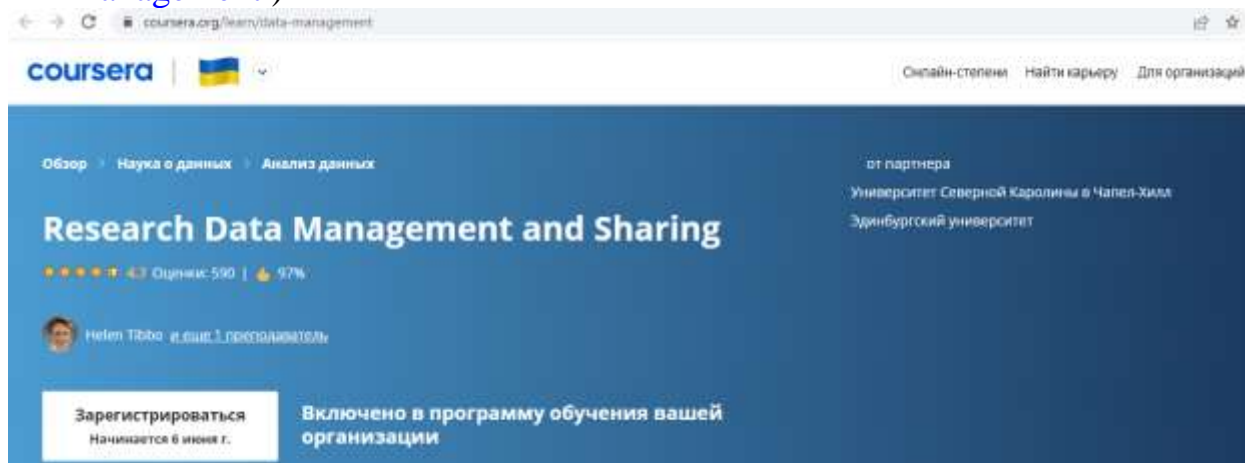 coursera.org/learn/data-management
coursera
Онлайн-степени Найти карьеру Для организаций
Обзор Наука о данных Анализ данных
от партнера
Университет Северной Каролины в Чапел-Хилл
Эдинбургский университет
Research Data Management and Sharing
Оценки: 590 | 97%
Helen Tibbo и еще 1 преподаватель
Зарегистрироваться
Начинается 6 июня г.
Включено в программу обучения вашей
организации